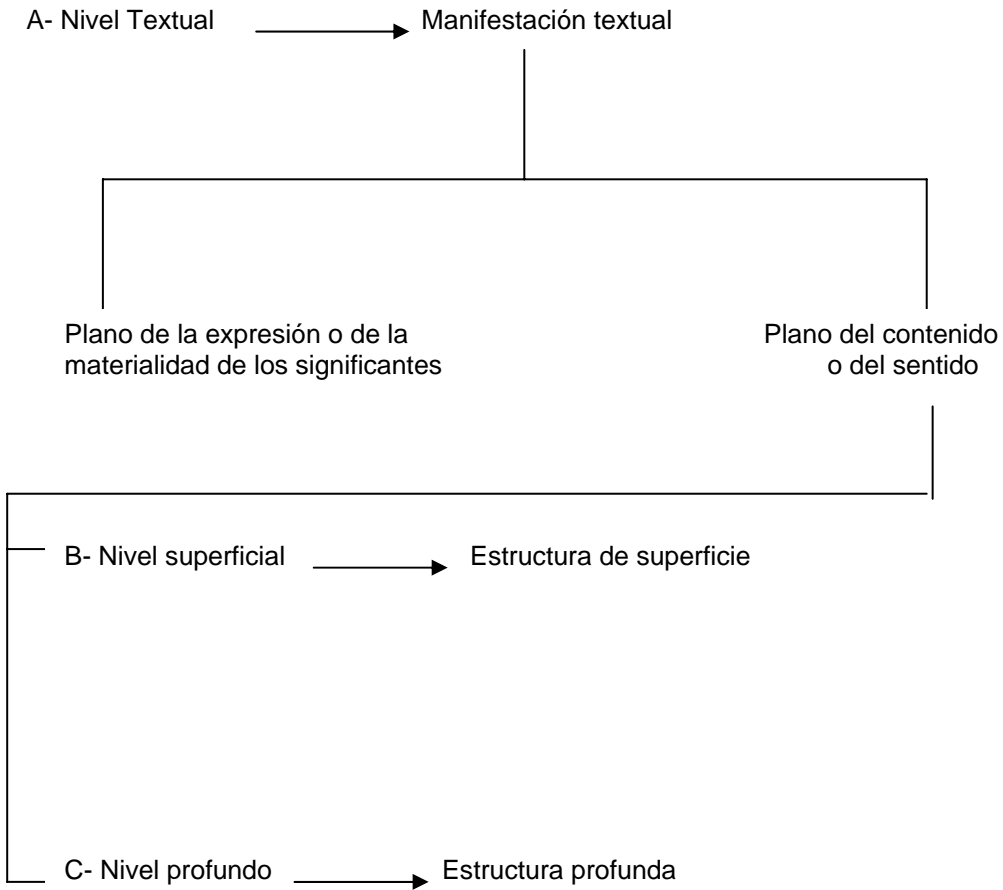 A- Nivel Textual Manifestación textual
Plano de la expresión o de la
materialidad de los significantes
Plano del contenido
o del sentido
B- Nivel superficial Estructura de superficie
C- Nivel profundo Estructura profunda